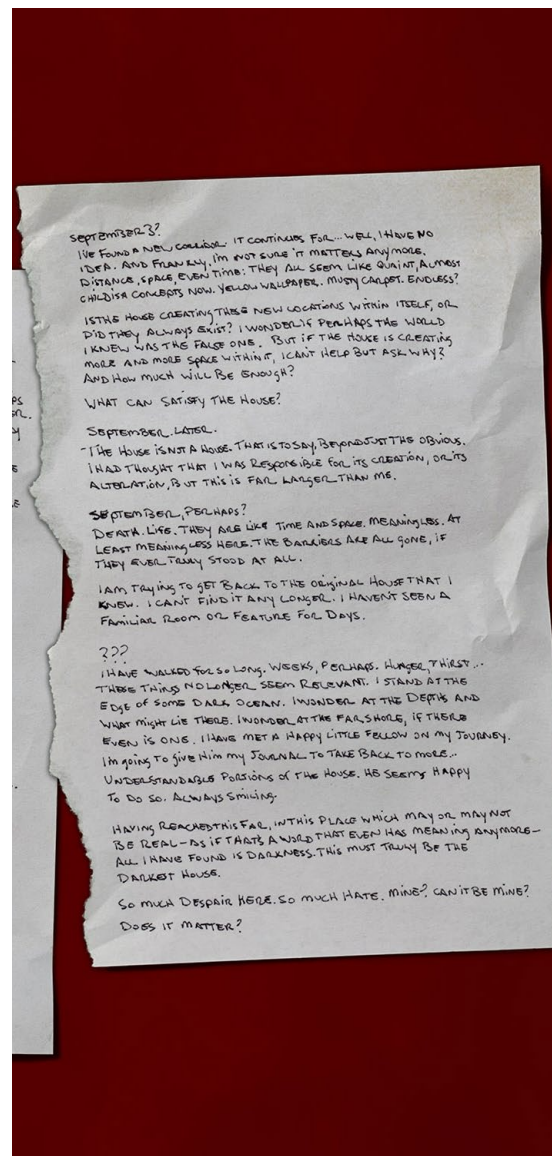 SEPTEMBER 3?
I'VE FOUND A NEW CORRIDOR. IT CONTINUES FOR... WELL, I HAVE NO
IDEA. AND FRANKLY, I'M NOT SURE IT MATTERS ANYMORE.
DISTANCE, SPACE, EVEN TIME: THEY ALL SEEM LIKE QUAINT, ALMOST
CHILDISH CONCEPTS NOW. YELLOW WALLPAPER. MUSTY CARPET. ENDLESS?
IS THE HOUSE CREATING THESE NEW LOCATIONS WITHIN ITSELF, OR
DID THEY ALWAYS EXIST? I WONDER IF PERHAPS THE WORLD
I KNEW WAS THE FALSE ONE. BUT IF THE HOUSE IS CREATING
MORE AND MORE SPACE WITHIN IT, I CAN'T HELP BUT ASK WHY?
AND HOW MUCH WILL BE ENOUGH?
WHAT CAN SATISFY THE HOUSE?
SEPTEMBER. LATER.
THE HOUSE IS NOT A HOUSE. THAT IS TO SAY, BEYOND JUST THE OBVIOUS.
I HAD THOUGHT THAT I WAS RESPONSIBLE FOR ITS CREATION, OR ITS
ALTERATION, BUT THIS IS FAR LARGER THAN ME.
SEPTEMBER, PERHAPS?
DEATH. LIFE. THEY ARE LIKE TIME AND SPACE. MEANINGLESS. AT
LEAST MEANINGLESS HERE. THE BARRIERS ARE ALL GONE, IF
THEY EVER TRULY STOOD AT ALL.
I AM TRYING TO GET BACK TO THE ORIGINAL HOUSE THAT I
KNEW. I CAN'T FIND IT ANY LONGER. I HAVEN'T SEEN A
FAMILIAR ROOM OR FEATURE FOR DAYS.
???
I HAVE WALKED FOR SO LONG. WEEKS, PERHAPS. HUNGER, THIRST...
THESE THINGS NO LONGER SEEM RELEVANT. I STAND AT THE
EDGE OF SOME DARK OCEAN. I WONDER AT THE DEPTHS AND
WHAT MIGHT LIE THERE. I WONDER AT THE FAR SHORE, IF THERE
EVEN IS ONE. I HAVE MET A HAPPY LITTLE FELLOW ON MY JOURNEY.
I'M GOING TO GIVE HIM MY JOURNAL TO TAKE BACK TO MORE...
UNDERSTANDABLE PORTIONS OF THE HOUSE. HE SEEMS HAPPY
TO DO SO. ALWAYS SMILING.
HAVING REACHED THIS FAR, IN THIS PLACE WHICH MAY OR MAY NOT
BE REAL—AS IF THAT'S A WORD THAT EVEN HAS MEANING ANYMORE—
ALL I HAVE FOUND IS DARKNESS. THIS MUST TRULY BE THE
DARKEST HOUSE.
SO MUCH DESPAIR HERE. SO MUCH HATE. MINE? CAN IT BE MINE?
DOES IT MATTER?